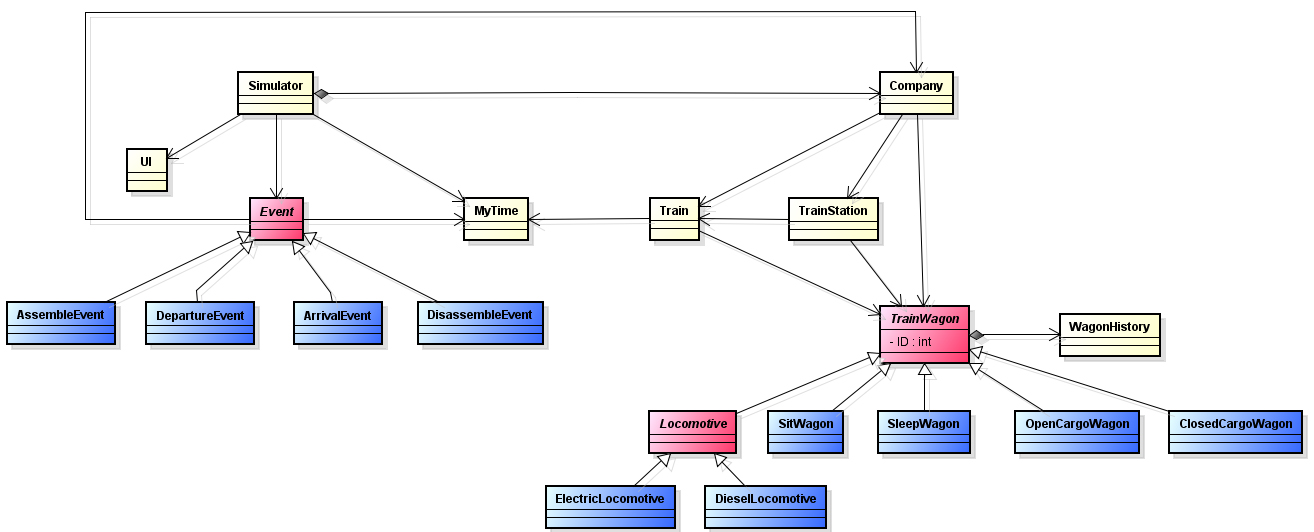 Simulator
Company
UI
Event
MyTime
Train
TrainStation
AssembleEvent
DepartureEvent
ArrivalEvent
DisassembleEvent
TrainWagon
- ID : int
WagonHistory
Locomotive
SitWagon
SleepWagon
OpenCargoWagon
ClosedCargoWagon
ElectricLocomotive
DieselLocomotive